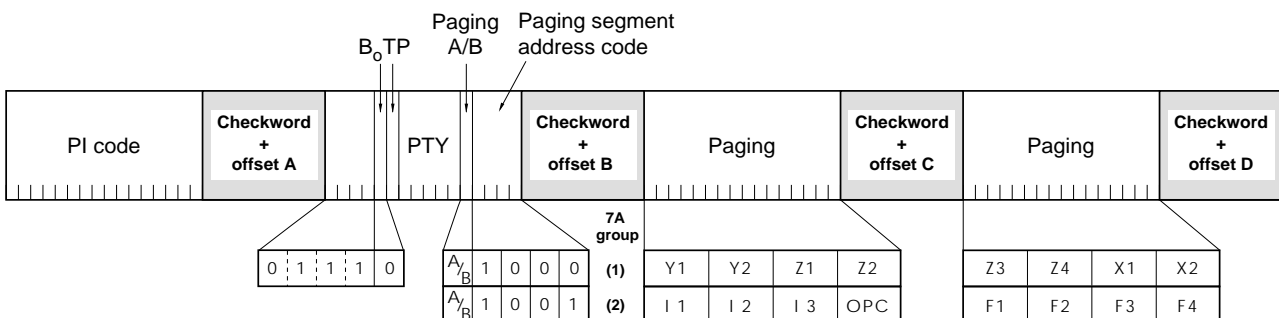 Paging Paging segment
BoTP A/B address code
PI code Checkword + offset A PTY Checkword + offset B Paging Checkword + offset C Paging Checkword + offset D
7A group
0 1 1 1 0 A/B 1 0 0 0 (1) Y1 Y2 Z1 Z2 Z3 Z4 X1 X2
A/B 1 0 0 1 (2) I1 I2 I3 OPC F1 F2 F3 F4